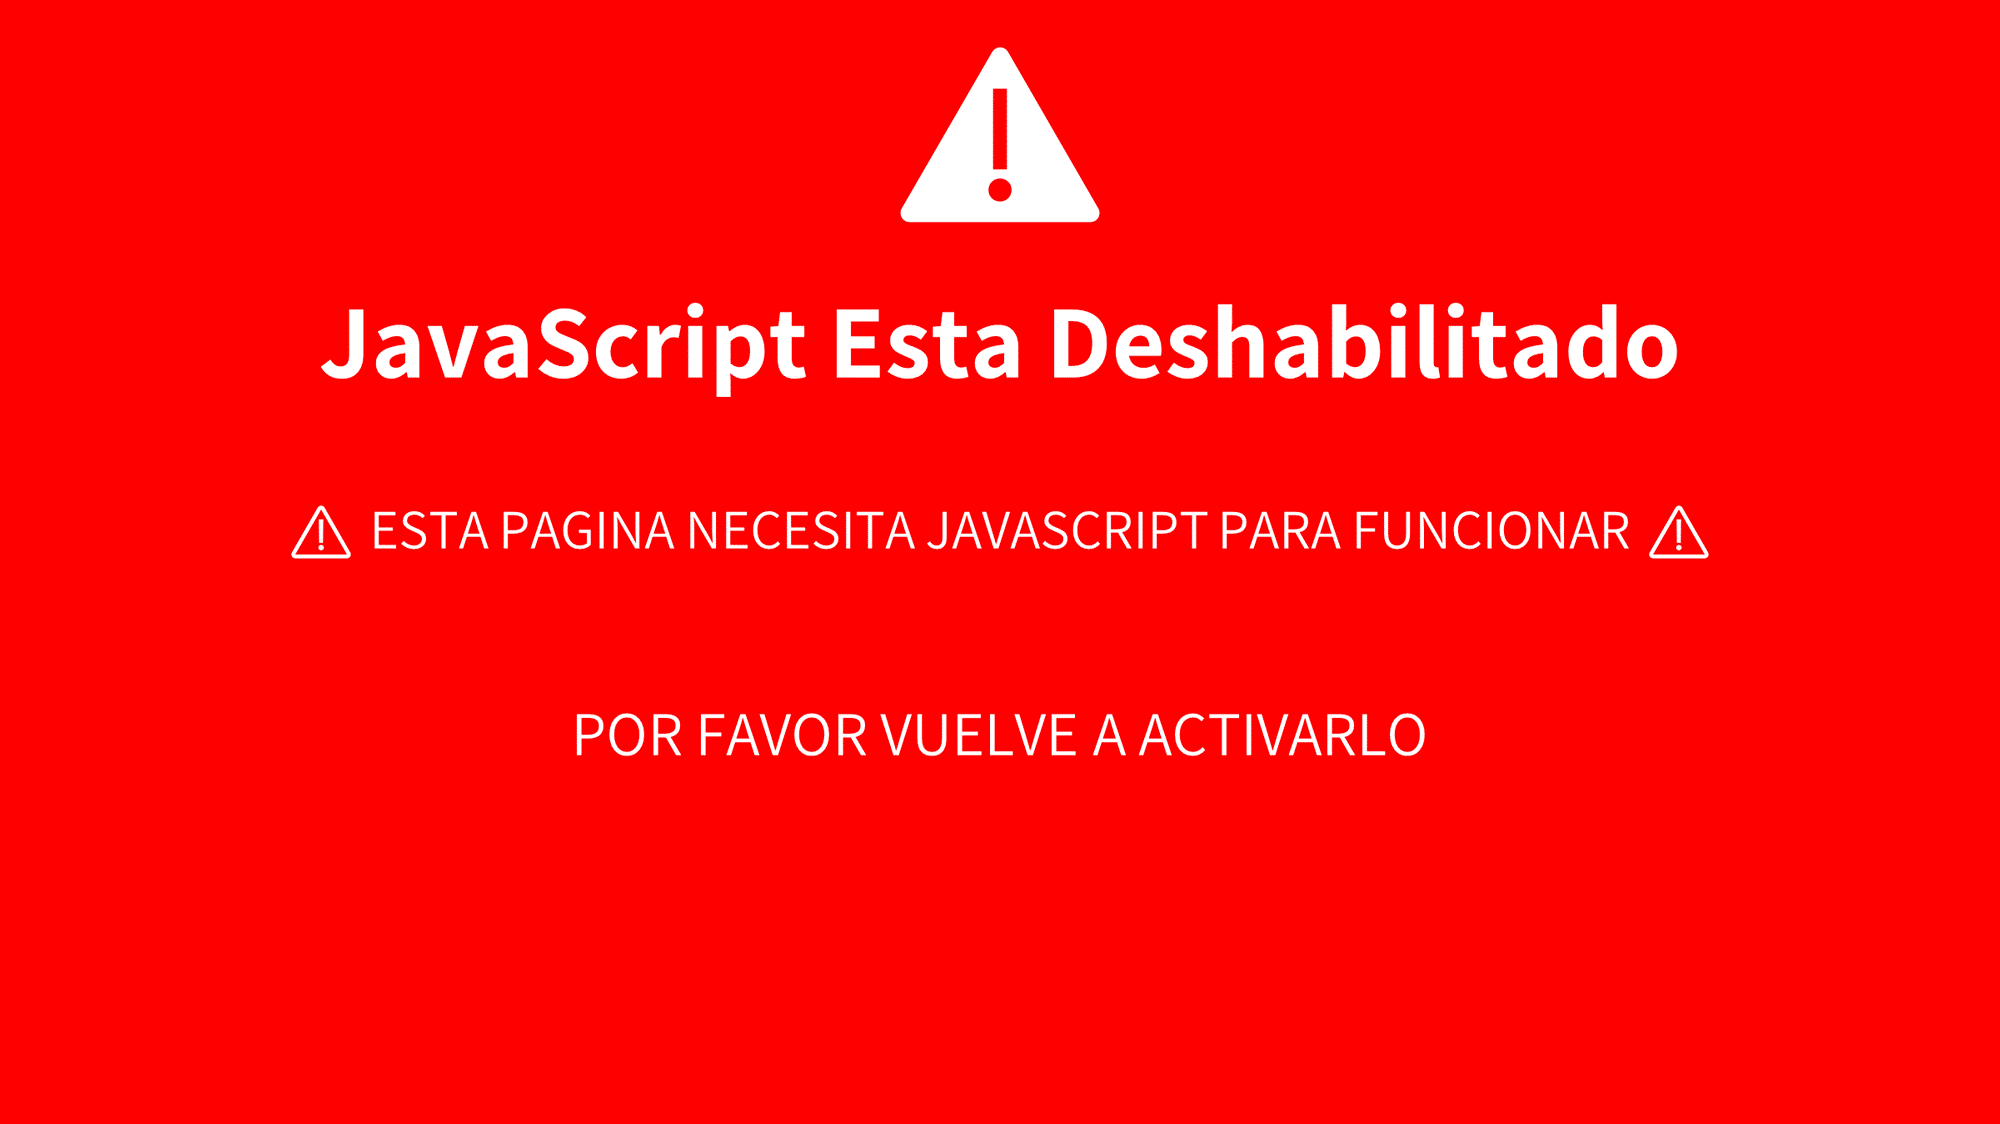 JavaScript Esta Deshabilitado
ESTA PAGINA NECESITA JAVASCRIPT PARA FUNCIONAR
POR FAVOR VUELVE A ACTIVARLO